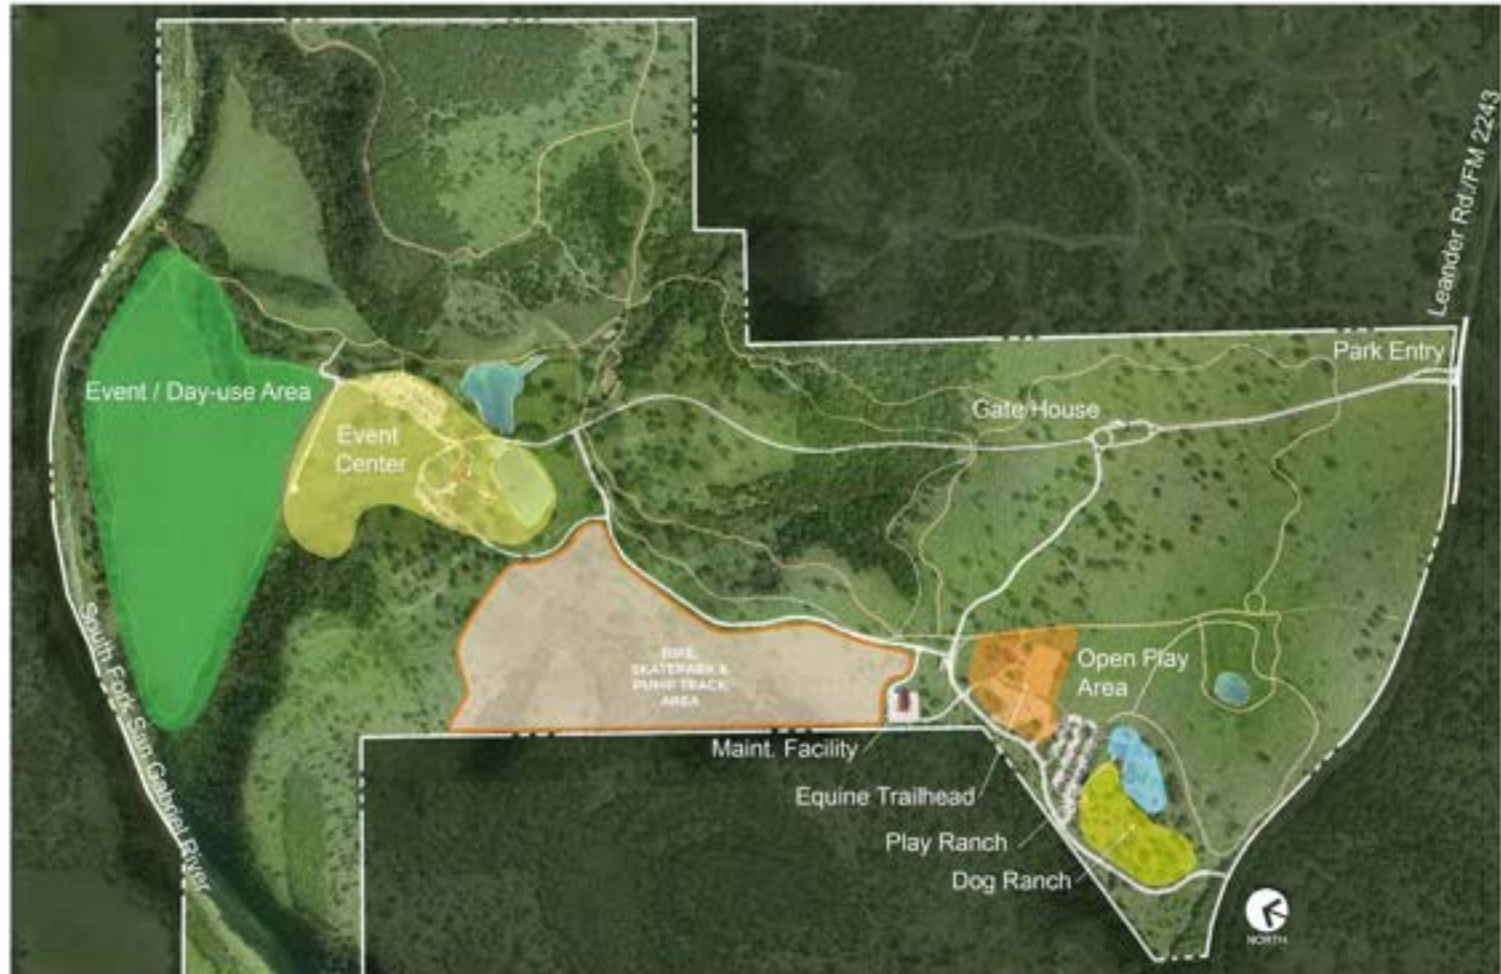 Leander Rd./FM 2243
Park Entry
Event / Day-use Area
Gate House
Event
Center
South Fork San Gabriel River
BIKE,
SKATEPARK &
PUMP TRACK
AREA
Open Play
Area
Maint. Facility
Equine Trailhead
Play Ranch
Dog Ranch
NORTH